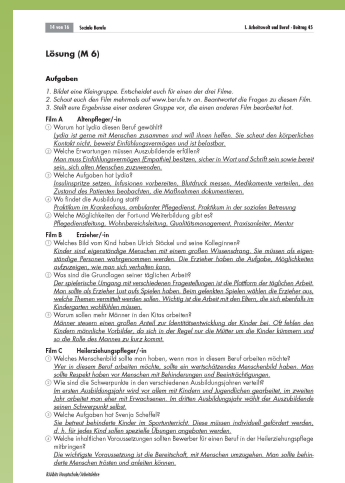 14 von 16 Soziale Berufe I. Arbeitswelt und Beruf • Beitrag 45
Lösung (M 6)
Aufgaben
1. Bildet eine Kleingruppe. Entscheidet euch für einen der drei Filme.
2. Schaut euch den Film mehrmals auf www.berufe.tv an. Beantwortet die Fragen zu diesem Film.
3. Stellt eure Ergebnisse einer anderen Gruppe vor, die einen anderen Film bearbeitet hat.
Film A Altenpfleger/-in
① Warum hat Lydia diesen Beruf gewählt?
Lydia ist gerne mit Menschen zusammen und will ihnen helfen. Sie scheut den körperlichen
Kontakt nicht, beweist Einfühlungsvermögen und ist belastbar.
② Welche Erwartungen müssen Auszubildende erfüllen?
Man muss Einfühlungsvermögen (Empathie) besitzen, sicher in Wort und Schrift sein sowie bereit
sein, sich alten Menschen zuzuwenden.
③ Welche Aufgaben hat Lydia?
Insulinspritze setzen, Infusionen vorbereiten, Blutdruck messen, Medikamente verteilen, den
Zustand des Patienten beobachten, die Maßnahmen dokumentieren.
④ Wo findet die Ausbildung statt?
Praktikum im Krankenhaus, ambulanter Pflegedienst, Praktikum in der sozialen Betreuung
⑤ Welche Möglichkeiten der Fort und Weiterbildung gibt es?
Pflegedienstleitung, Wohnbereichsleitung, Qualitätsmanagement, Praxisanleiter, Mentor
Film B Erzieher/-in
① Welches Bild vom Kind haben Ulrich Stöckel und seine Kolleginnen?
Kinder sind eigenständige Menschen mit einem großen Wissensdrang. Sie müssen als eigen-
ständige Personen wahrgenommen werden. Die Erzieher haben die Aufgabe, Möglichkeiten
aufzuzeigen, wie man sich verhalten kann.
② Was sind die Grundlagen seiner täglichen Arbeit?
Der spielerische Umgang mit verschiedenen Fragestellungen ist die Plattform der täglichen Arbeit.
Man sollte als Erzieher Lust aufs Spielen haben. Beim gelenkten Spielen wählen die Erzieher aus,
welche Themen vermittelt werden sollen. Wichtig ist die Arbeit mit den Eltern, die sich ebenfalls im
Kindergarten wohlfühlen müssen.
③ Warum sollen mehr Männer in den Kitas arbeiten?
Männer steuern einen großen Anteil zur Identitätsentwicklung der Kinder bei. Oft fehlen den
Kindern männliche Vorbilder, da sich in der Regel nur die Mütter um die Kinder kümmern und
so die Rolle des Mannes zu kurz kommt.
Film C Heilerziehungspfleger/-in
① Welches Menschenbild sollte man haben, wenn man in diesem Beruf arbeiten möchte?
Wer in diesem Beruf arbeiten möchte, sollte ein wertschätzendes Menschenbild haben. Man
sollte Respekt haben vor Menschen mit Behinderungen und Beeinträchtigungen.
② Wie sind die Schwerpunkte in den verschiedenen Ausbildungsjahren verteilt?
Im ersten Ausbildungsjahr wird vor allem mit Kindern und Jugendlichen gearbeitet, im zweiten
Jahr arbeitet man eher mit Erwachsenen. Im dritten Ausbildungsjahr wählt der Auszubildende
seinen Schwerpunkt selbst.
③ Welche Aufgaben hat Svenja Scheffe?
Sie betreut behinderte Kinder im Sportunterricht. Diese müssen individuell gefördert werden,
d. h. für jedes Kind sollen spezielle Übungen angeboten werden.
④ Welche inhaltlichen Voraussetzungen sollten Bewerber für einen Beruf in der Heilerziehungspflege
mitbringen?
Die wichtigste Voraussetzung ist die Bereitschaft, mit Menschen umzugehen. Man sollte behin-
derte Menschen trösten und anleiten können.
RAAbits Hauptschule/Arbeitslehre